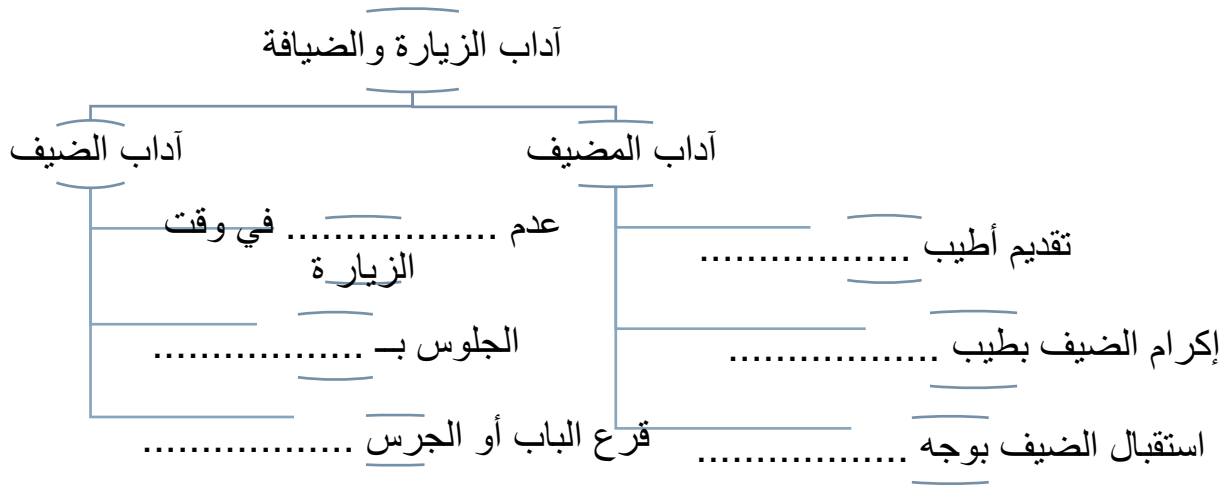 آداب الزيارة والضيافة
آداب المضيف
تقديم أطيب ..................
إكرام الضيف بطيب ..................
استقبال الضيف بوجه ..................
آداب الضيف
عدم .................. في وقت
الزيارة
الجلوس بــ ..................
قرع الباب أو الجرس ..................